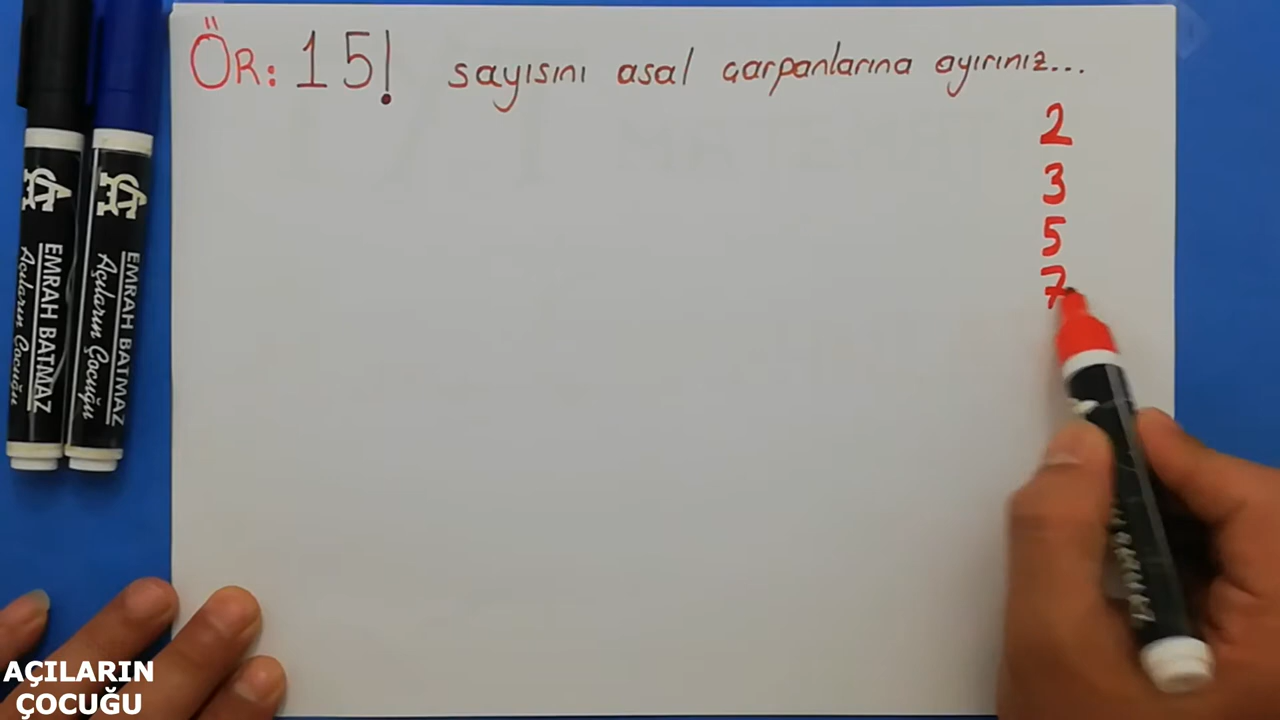 ÖR: 15! sayısını asal çarpanlarına ayırınız...
2
3
5
7
EMRAH BATMAZ
Açıların Çocuğu
EMRAH BATMAZ
Açıların Çocuğu
AÇILARIN
ÇOCUĞU